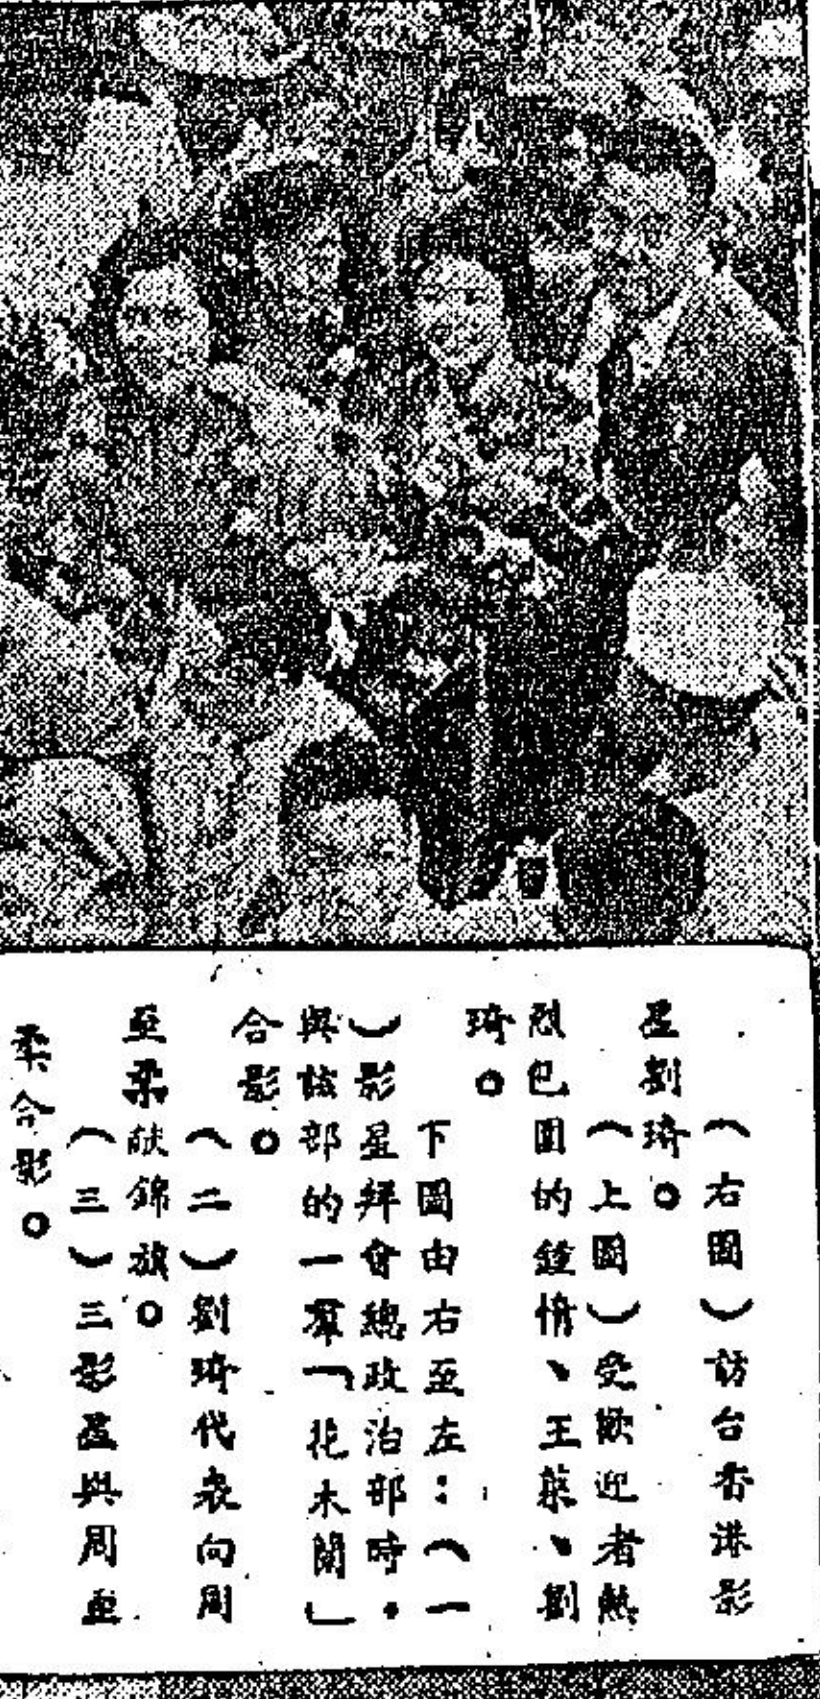 (右圖)訪台香港影
星劉琦。
(上圖)受歡迎者熱
烈包圍的鍾情、王萊、劉
琦。
下圖由右至左：(一
)影星拜會總政治部時，
與該部的一羣「花木蘭」
合影。
(二)劉琦代表向周
至柔献錦旗。
(三)三影星與周至
柔合影。